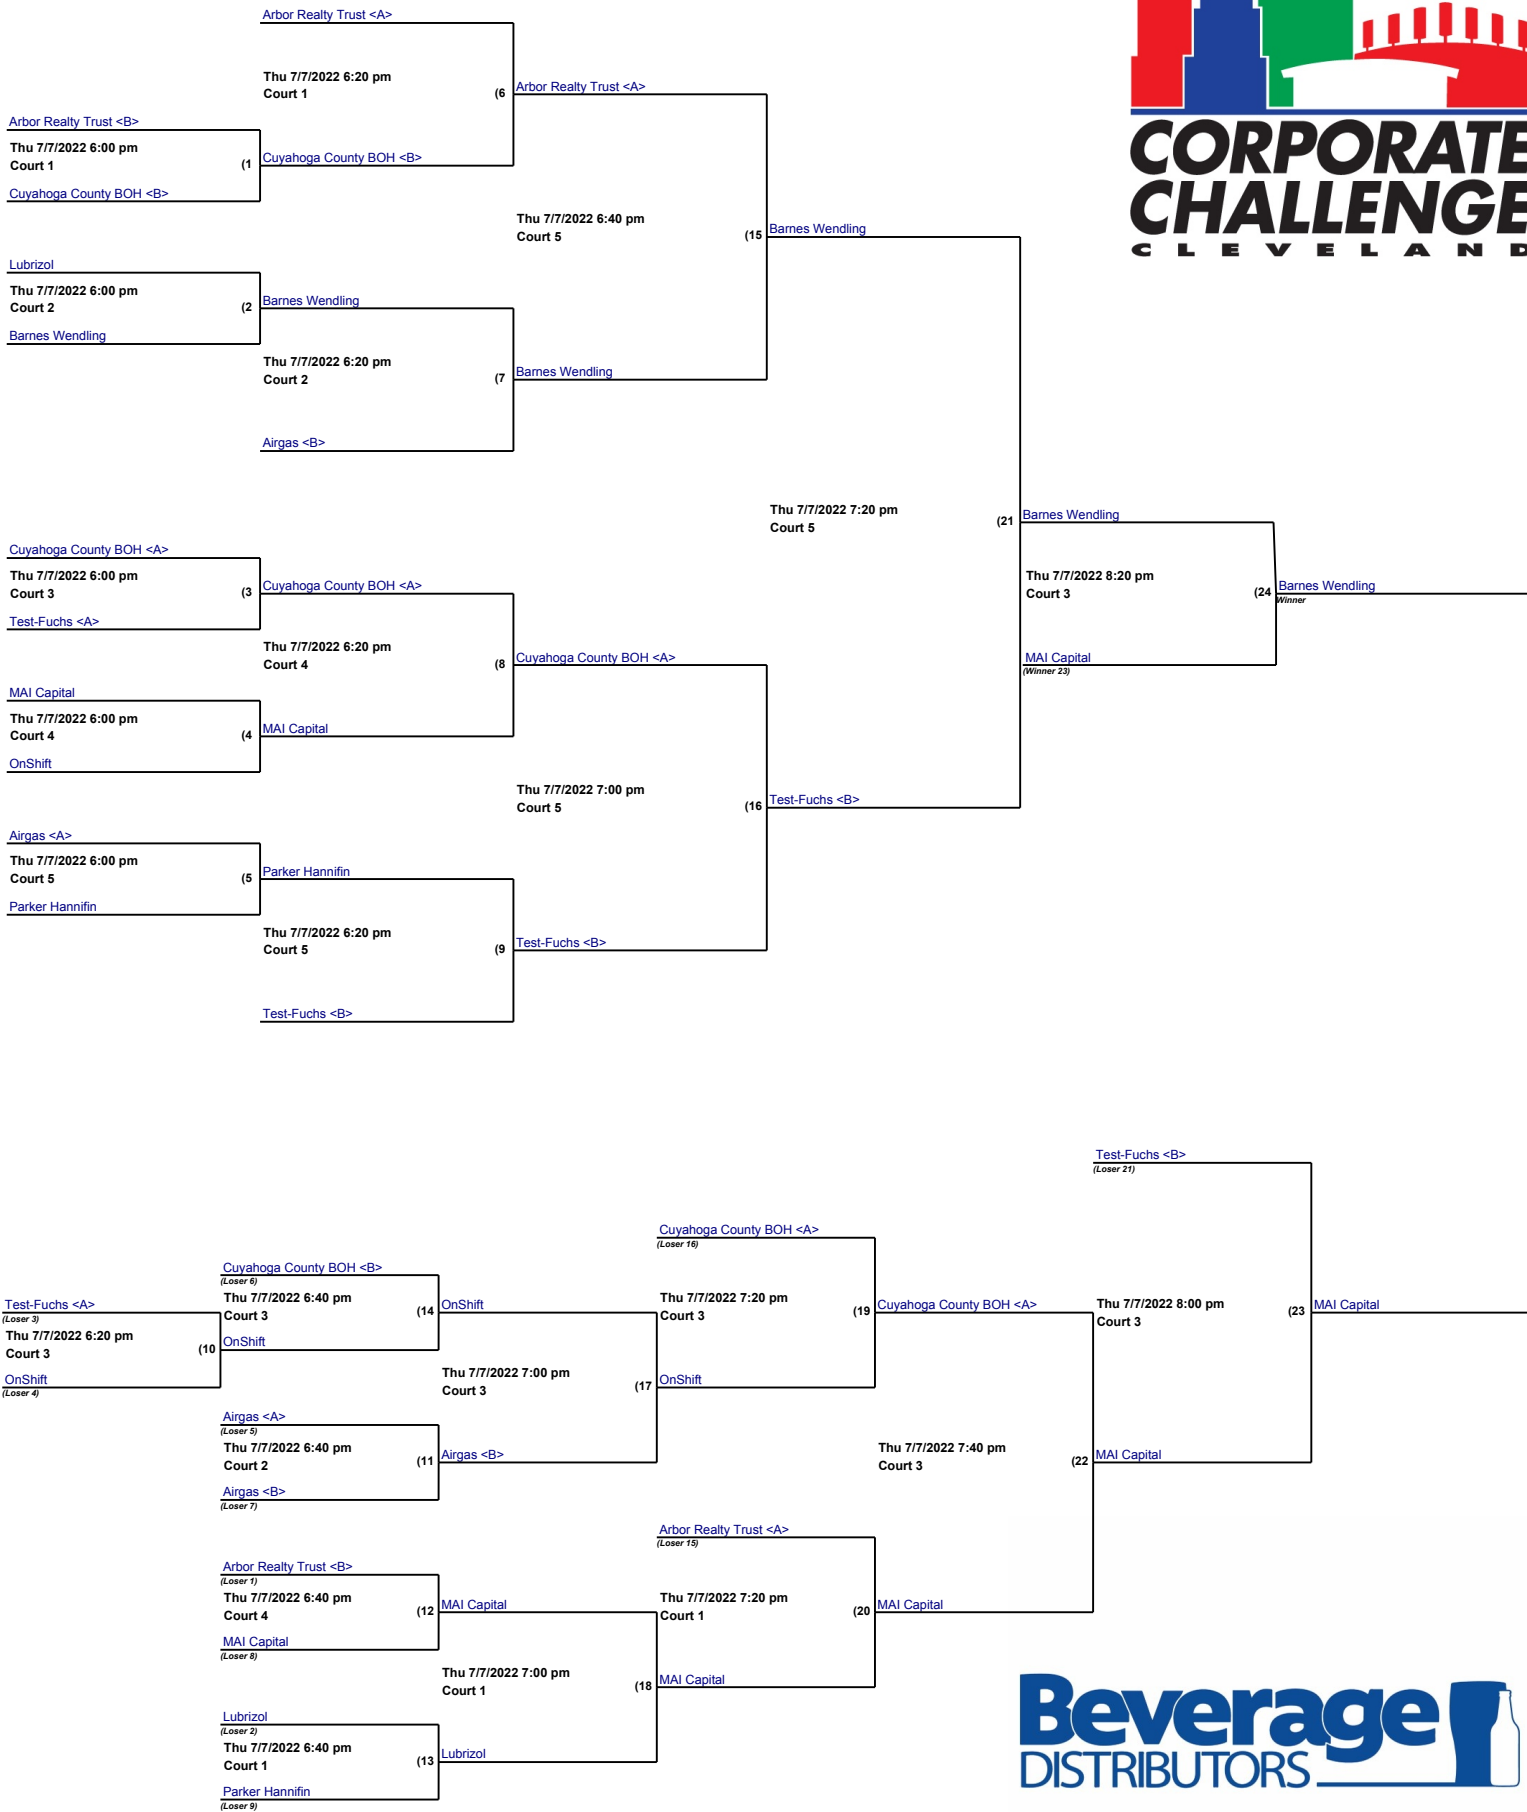 Arbor Realty Trust <A>
Thu 7/7/2022 6:20 pm
Court 1
(6
Arbor Realty Trust <A>
Arbor Realty Trust <B>
Thu 7/7/2022 6:00 pm
Court 1
(1
Cuyahoga County BOH <B>
Cuyahoga County BOH <B>
CORPORATE
CHALLENGE
CLEVELAND
Thu 7/7/2022 6:40 pm
Court 5
(15
Barnes Wendling
Lubrizol
Thu 7/7/2022 6:00 pm
Court 2
(2
Barnes Wendling
Barnes Wendling
Thu 7/7/2022 6:20 pm
Court 2
(7
Barnes Wendling
Airgas <B>
Thu 7/7/2022 7:20 pm
Court 5
(21
Barnes Wendling
Cuyahoga County BOH <A>
Thu 7/7/2022 6:00 pm
Court 3
(3
Cuyahoga County BOH <A>
Test-Fuchs <A>
Thu 7/7/2022 8:20 pm
Court 3
(24
Barnes Wendling
Winner
Thu 7/7/2022 6:20 pm
Court 4
(8
Cuyahoga County BOH <A>
MAI Capital
(Winner 23)
MAI Capital
Thu 7/7/2022 6:00 pm
Court 4
(4
MAI Capital
OnShift
Thu 7/7/2022 7:00 pm
Court 5
(16
Test-Fuchs <B>
Airgas <A>
Thu 7/7/2022 6:00 pm
Court 5
(5
Parker Hannifin
Parker Hannifin
Thu 7/7/2022 6:20 pm
Court 5
(9
Test-Fuchs <B>
Test-Fuchs <B>
Test-Fuchs <B>
(Loser 21)
Cuyahoga County BOH <A>
(Loser 16)
Cuyahoga County BOH <B>
(Loser 6)
Thu 7/7/2022 6:40 pm
Court 3
(14
OnShift
Thu 7/7/2022 7:20 pm
Court 3
(19
Cuyahoga County BOH <A>
Thu 7/7/2022 8:00 pm
Court 3
(23
MAI Capital
Test-Fuchs <A>
(Loser 3)
Thu 7/7/2022 6:20 pm
Court 3
(10
OnShift
OnShift
(Loser 4)
Thu 7/7/2022 7:00 pm
Court 3
(17
OnShift
Airgas <A>
(Loser 5)
Thu 7/7/2022 6:40 pm
Court 2
(11
Airgas <B>
Airgas <B>
(Loser 7)
Thu 7/7/2022 7:40 pm
Court 3
(22
MAI Capital
Arbor Realty Trust <A>
(Loser 15)
Arbor Realty Trust <B>
(Loser 1)
Thu 7/7/2022 6:40 pm
Court 4
(12
MAI Capital
MAI Capital
(Loser 8)
Thu 7/7/2022 7:20 pm
Court 1
(20
MAI Capital
Thu 7/7/2022 7:00 pm
Court 1
(18
MAI Capital
Lubrizol
(Loser 2)
Thu 7/7/2022 6:40 pm
Court 1
(13
Lubrizol
Parker Hannifin
(Loser 9)
Beverage
DISTRIBUTORS